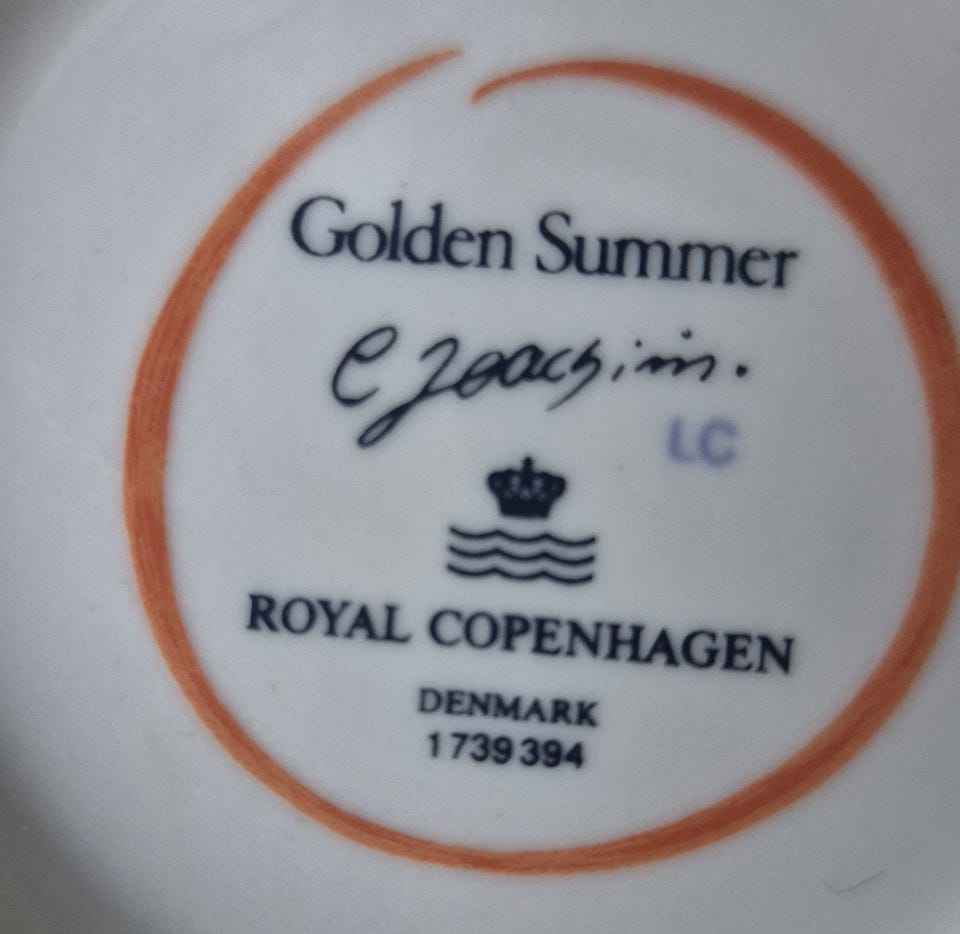 Golden Summer
C Joachim.
LC
ROYAL COPENHAGEN
DENMARK
1739394